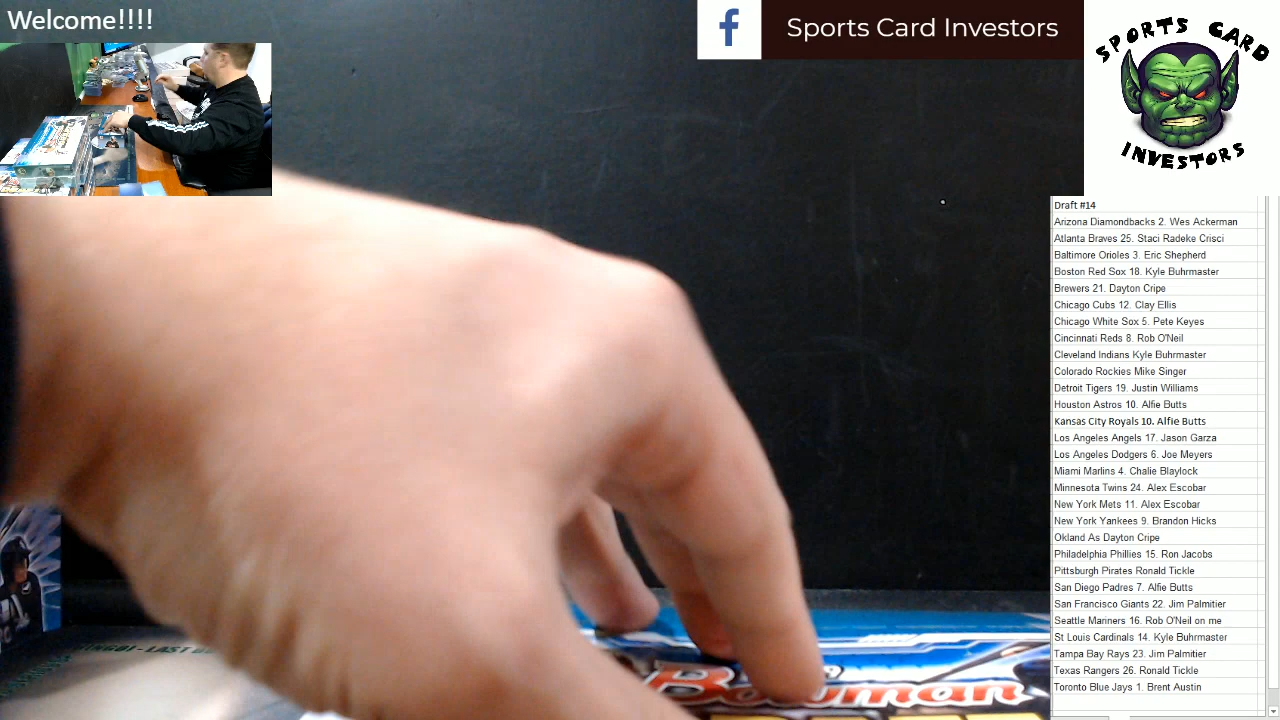 Welcome!!!!
Sports Card Investors
SPORTS CARD
INVESTORS
Draft #14
Arizona Diamondbacks 2. Wes Ackerman
Atlanta Braves 25. Staci Radeke Crisci
Baltimore Orioles 3. Eric Shepherd
Boston Red Sox 18. Kyle Buhrmaster
Brewers 21. Dayton Cripe
Chicago Cubs 12. Clay Ellis
Chicago White Sox 5. Pete Keyes
Cincinnati Reds 8. Rob O'Neil
Cleveland Indians Kyle Buhrmaster
Colorado Rockies Mike Singer
Detroit Tigers 19. Justin Williams
Houston Astros 10. Alfie Butts
Kansas City Royals 10. Alfie Butts
Los Angeles Angels 17. Jason Garza
Los Angeles Dodgers 6. Joe Meyers
Miami Marlins 4. Chalie Blaylock
Minnesota Twins 24. Alex Escobar
New York Mets 11. Alex Escobar
New York Yankees 9. Brandon Hicks
Okland As Dayton Cripe
Philadelphia Phillies 15. Ron Jacobs
Pittsburgh Pirates Ronald Tickle
San Diego Padres 7. Alfie Butts
San Francisco Giants 22. Jim Palmitier
Seattle Mariners 16. Rob O'Neil on me
St Louis Cardinals 14. Kyle Buhrmaster
Tampa Bay Rays 23. Jim Palmitier
Texas Rangers 26. Ronald Tickle
Toronto Blue Jays 1. Brent Austin
Bowman